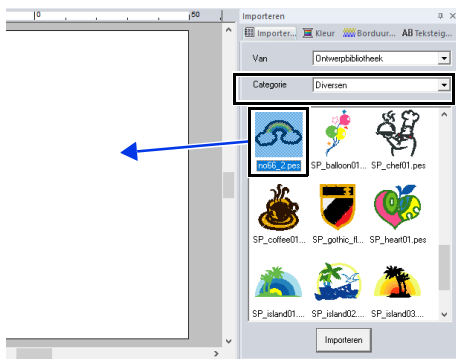 0 50
Importeren
Importer... Kleur Borduur... AB Teksteig...
Van Ontwerpbibliotheek
Categorie Diversen
no66_2.pes SP_balloon01... SP_chef01.pes
SP_coffee01... SP_gothic_fl... SP_heart01.pes
SP_island01.... SP_island02.... SP_island03....
Importeren